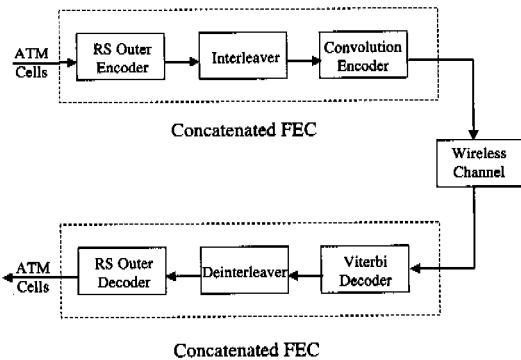 ATM
Cells
RS Outer
Encoder
Interleaver
Convolution
Encoder
Concatenated FEC
Wireless
Channel
ATM
Cells
RS Outer
Decoder
Deinterleaver
Viterbi
Decoder
Concatenated FEC